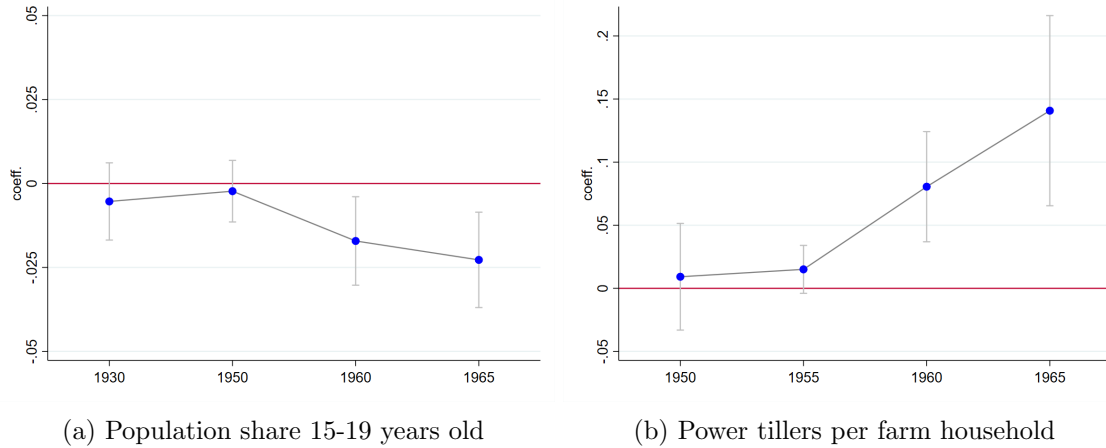 .05
.025
0
-.025
-.05
coeff.
1930 1950 1960 1965
(a) Population share 15-19 years old
.2
.15
.1
.05
0
-.05
coeff.
1950 1955 1960 1965
(b) Power tillers per farm household